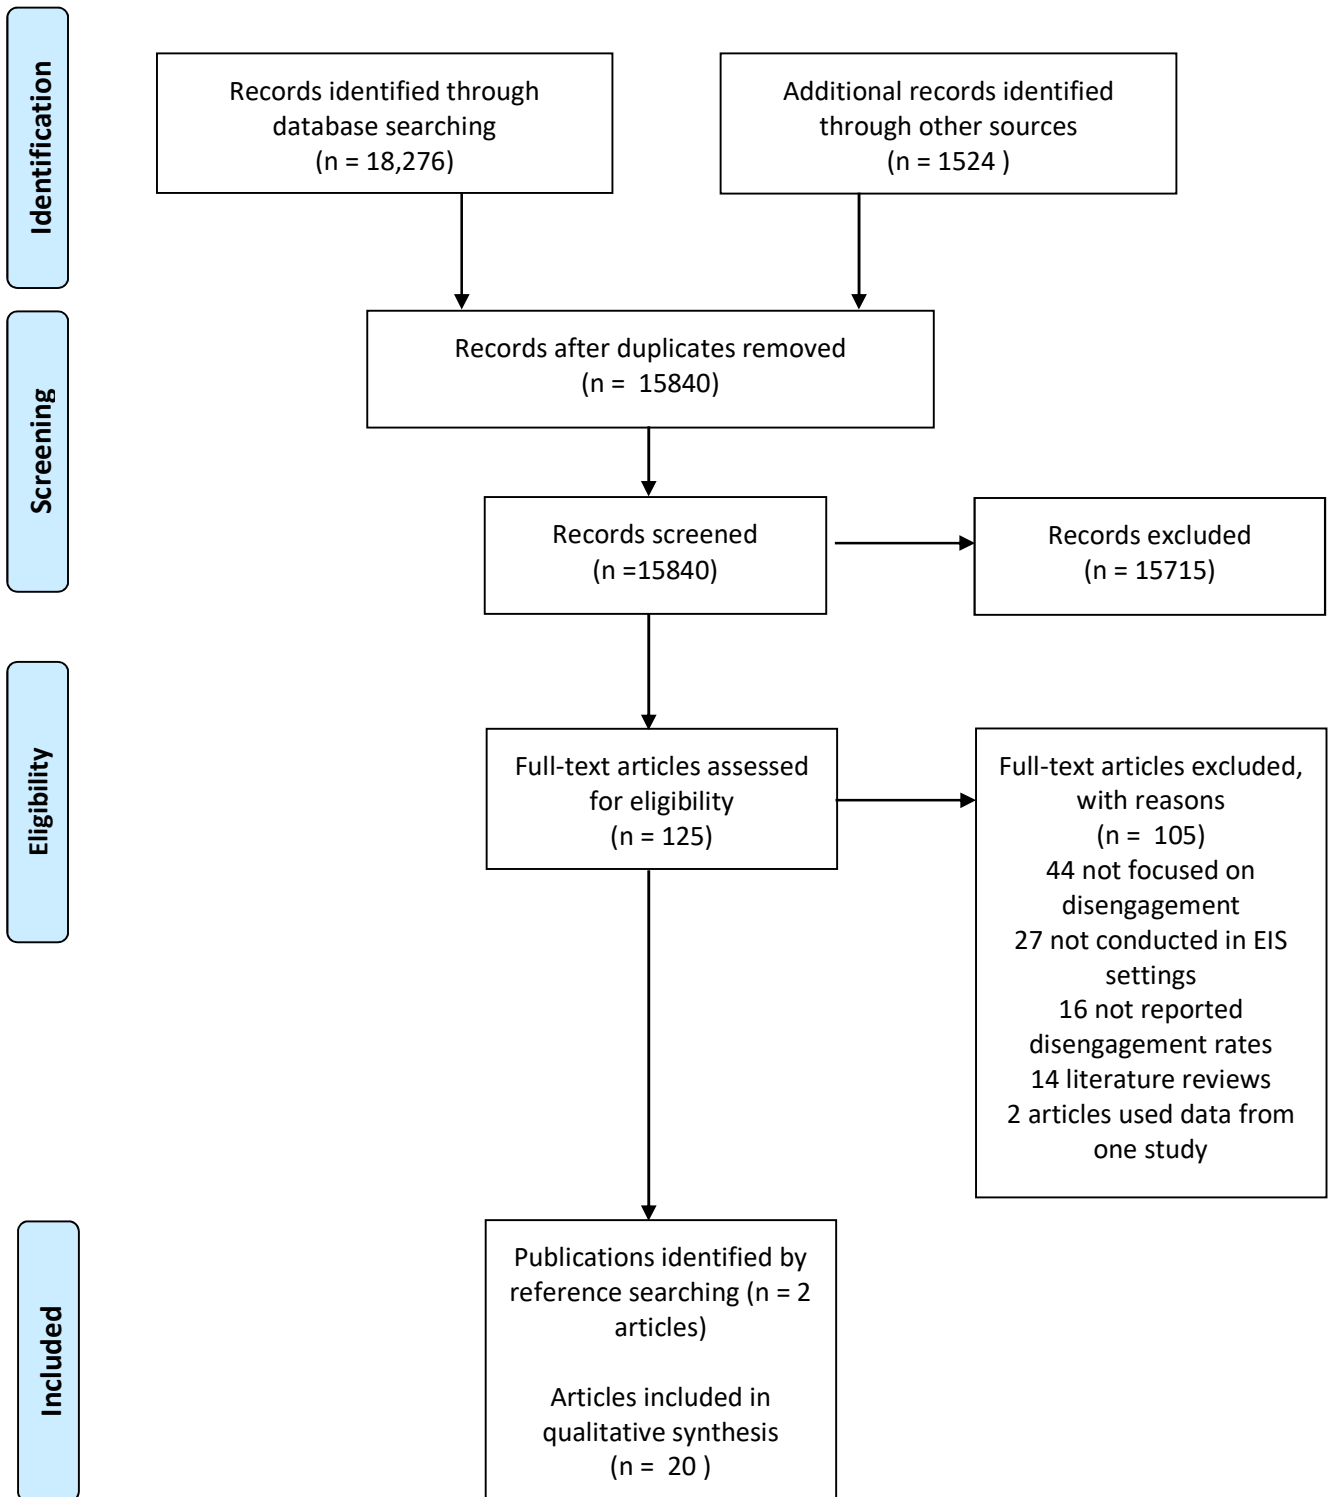 Identification
Records identified through
database searching
(n = 18,276)
Additional records identified
through other sources
(n = 1524 )
Screening
Records after duplicates removed
(n =  15840)
Records screened
(n =15840)
Records excluded
(n = 15715)
Eligibility
Full-text articles assessed
for eligibility
(n = 125)
Full-text articles excluded,
with reasons
(n =  105)
44 not focused on
disengagement
27 not conducted in EIS
settings
16 not reported
disengagement rates
14 literature reviews
2 articles used data from
one study
Included
Publications identified by
reference searching (n = 2
articles)
Articles included in
qualitative synthesis
(n =  20 )